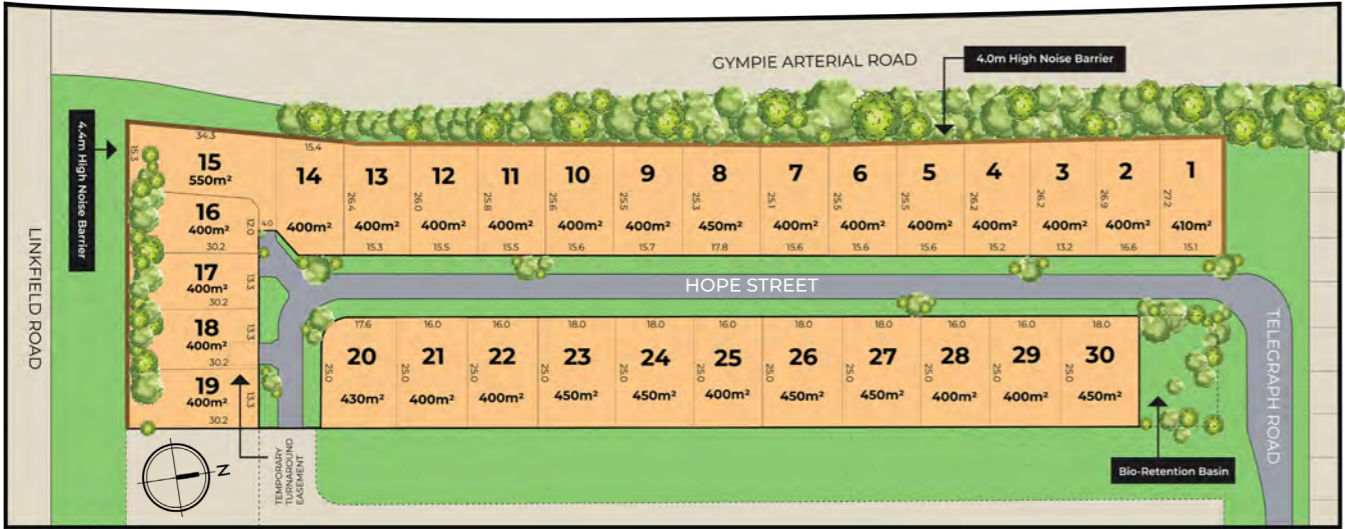 GYMPIE ARTERIAL ROAD
4.0m High Noise Barrier
4.4m High Noise Barrier
LINKFIELD ROAD
34.3
15.3
15
550m²
16
400m²
12.0
30.2
17
400m²
13.3
30.2
18
400m²
13.3
30.2
19
400m²
13.3
30.2
15.4
14
400m²
4.0
13
26.4
400m²
15.3
12
26.0
400m²
15.5
11
25.8
400m²
15.5
10
25.6
400m²
15.6
9
25.5
400m²
15.7
8
25.3
450m²
17.8
7
25.1
400m²
15.6
6
25.5
400m²
15.6
5
25.5
400m²
15.6
4
26.2
400m²
15.2
3
26.2
400m²
13.2
2
26.9
400m²
16.6
1
27.2
410m²
15.1
HOPE STREET
17.6
20
25.0
430m²
16.0
21
25.0
400m²
16.0
22
25.0
400m²
18.0
23
25.0
450m²
18.0
24
25.0
450m²
16.0
25
25.0
400m²
18.0
26
25.0
450m²
18.0
27
25.0
450m²
16.0
28
25.0
400m²
16.0
29
25.0
400m²
18.0
30
25.0
450m²
TELEGRAPH ROAD
Bio-Retention Basin
TEMPORARY
TURNAROUND
EASEMENT
N